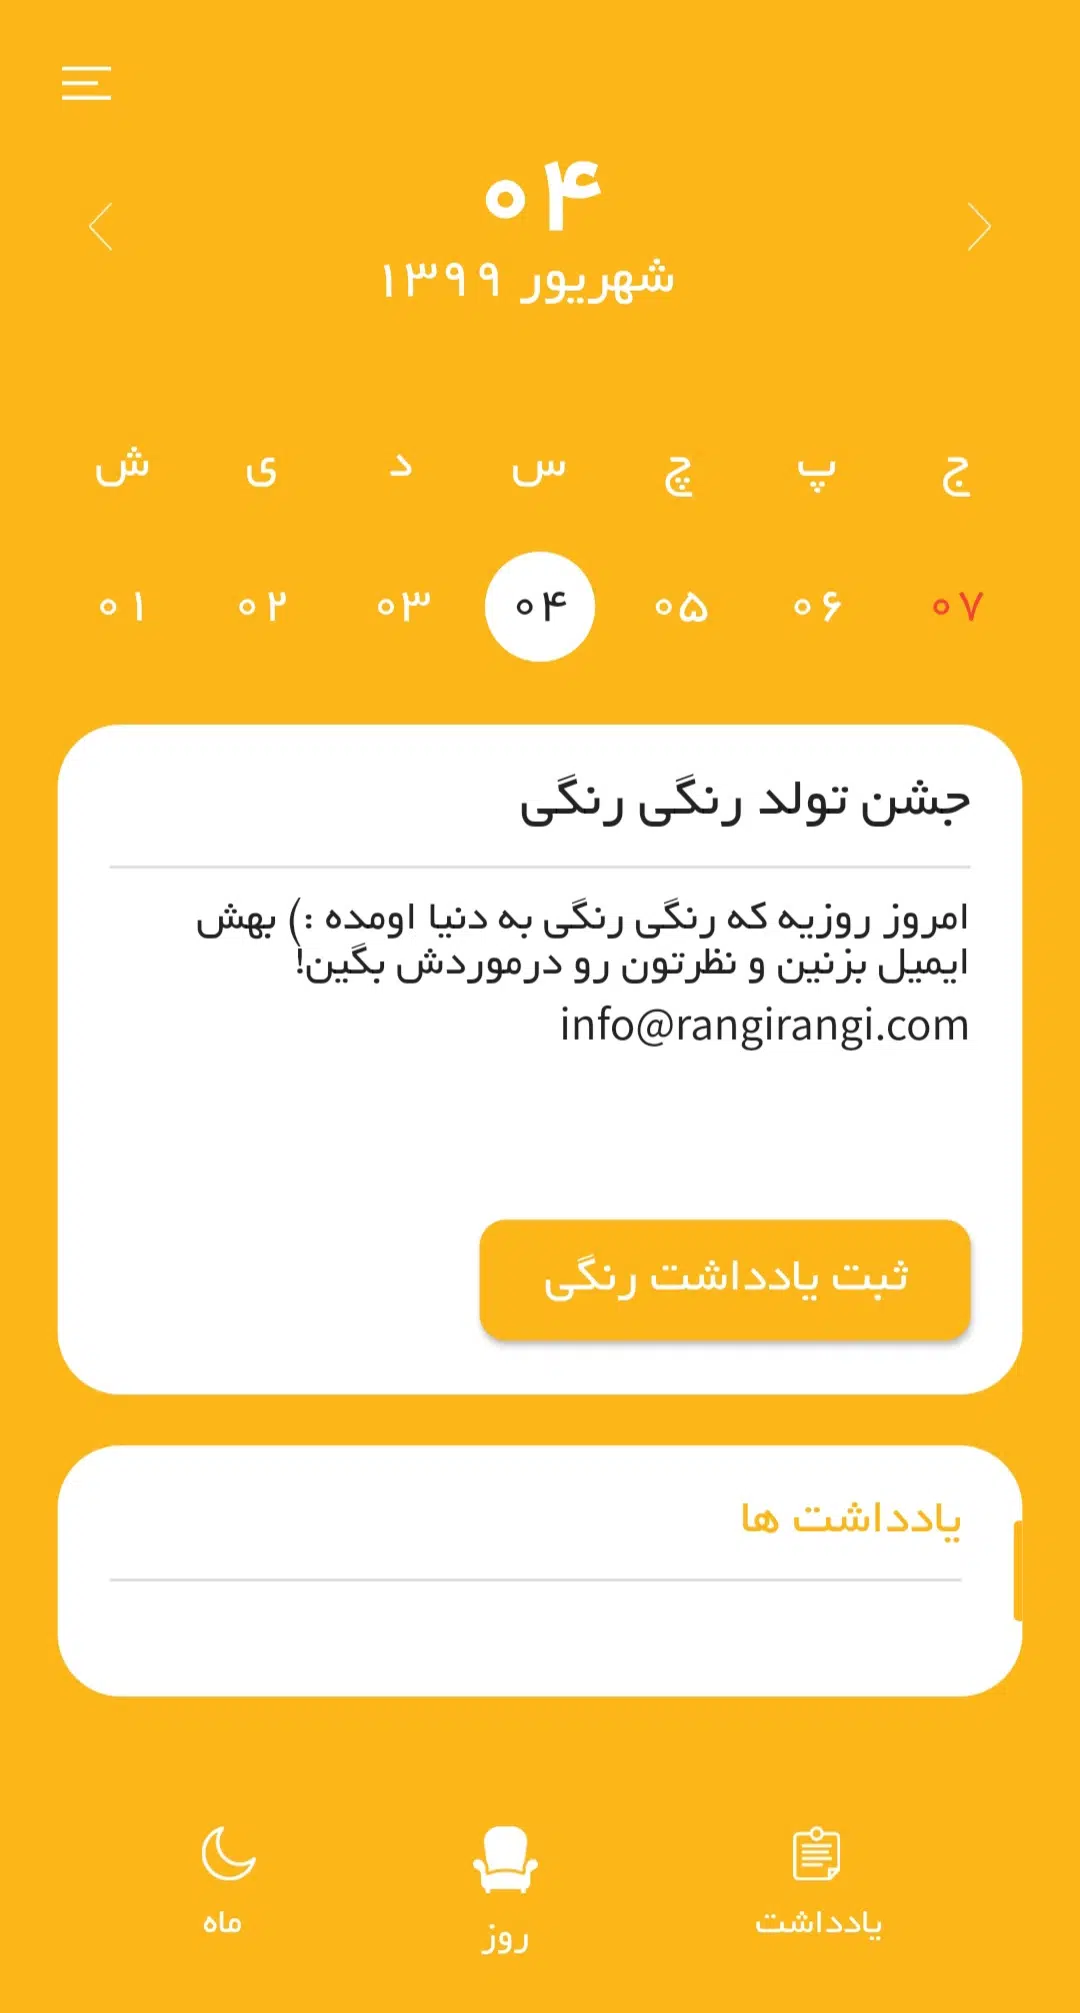 ۰۴
شهریور ۱۳۹۹
ش ی د س چ پ ج
۰۱ ۰۲ ۰۳ ۰۴ ۰۵ ۰۶ ۰۷
جشن تولد رنگی رنگی
امروز روزیه که رنگی رنگی به دنیا اومده :) بهش
ایمیل بزنین و نظرتون رو درموردش بگین!
info@rangirangi.com
ثبت یادداشت رنگی
یادداشت ها
یادداشت روز ماه